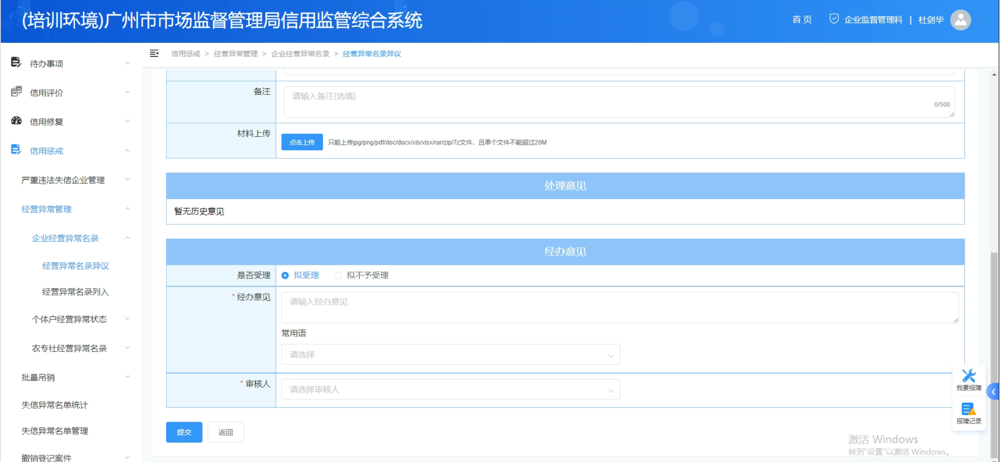 (培训环境)广州市市场监督管理局信用监管综合系统
首 页
企业监督管理科 | 杜剑华
待办事项
信用评价
信用修复
信用惩戒
严重违法失信企业管理
经营异常管理
企业经营异常名录
经营异常名录异议
经营异常名录列入
个体户经营异常状态
农专社经营异常名录
批量吊销
失信异常名单统计
失信异常名单管理
撤销登记案件
信用惩戒 > 经营异常管理 > 企业经营异常名录 > 经营异常名录异议
备注
请输入备注(选填)
0/500
材料上传
点击上传 只能上传jpg/png/pdf/doc/docx/xls/xlsx/rar/zip/7z文件，且单个文件不能超过20M
处理意见
暂无历史意见
经办意见
是否受理 拟受理 拟不予受理
* 经办意见
请输入经办意见
常用语
请选择
* 审核人
请选择审核人
提交 返回
我要报障
报障记录
激活 Windows
转到"设置"以激活 Windows。